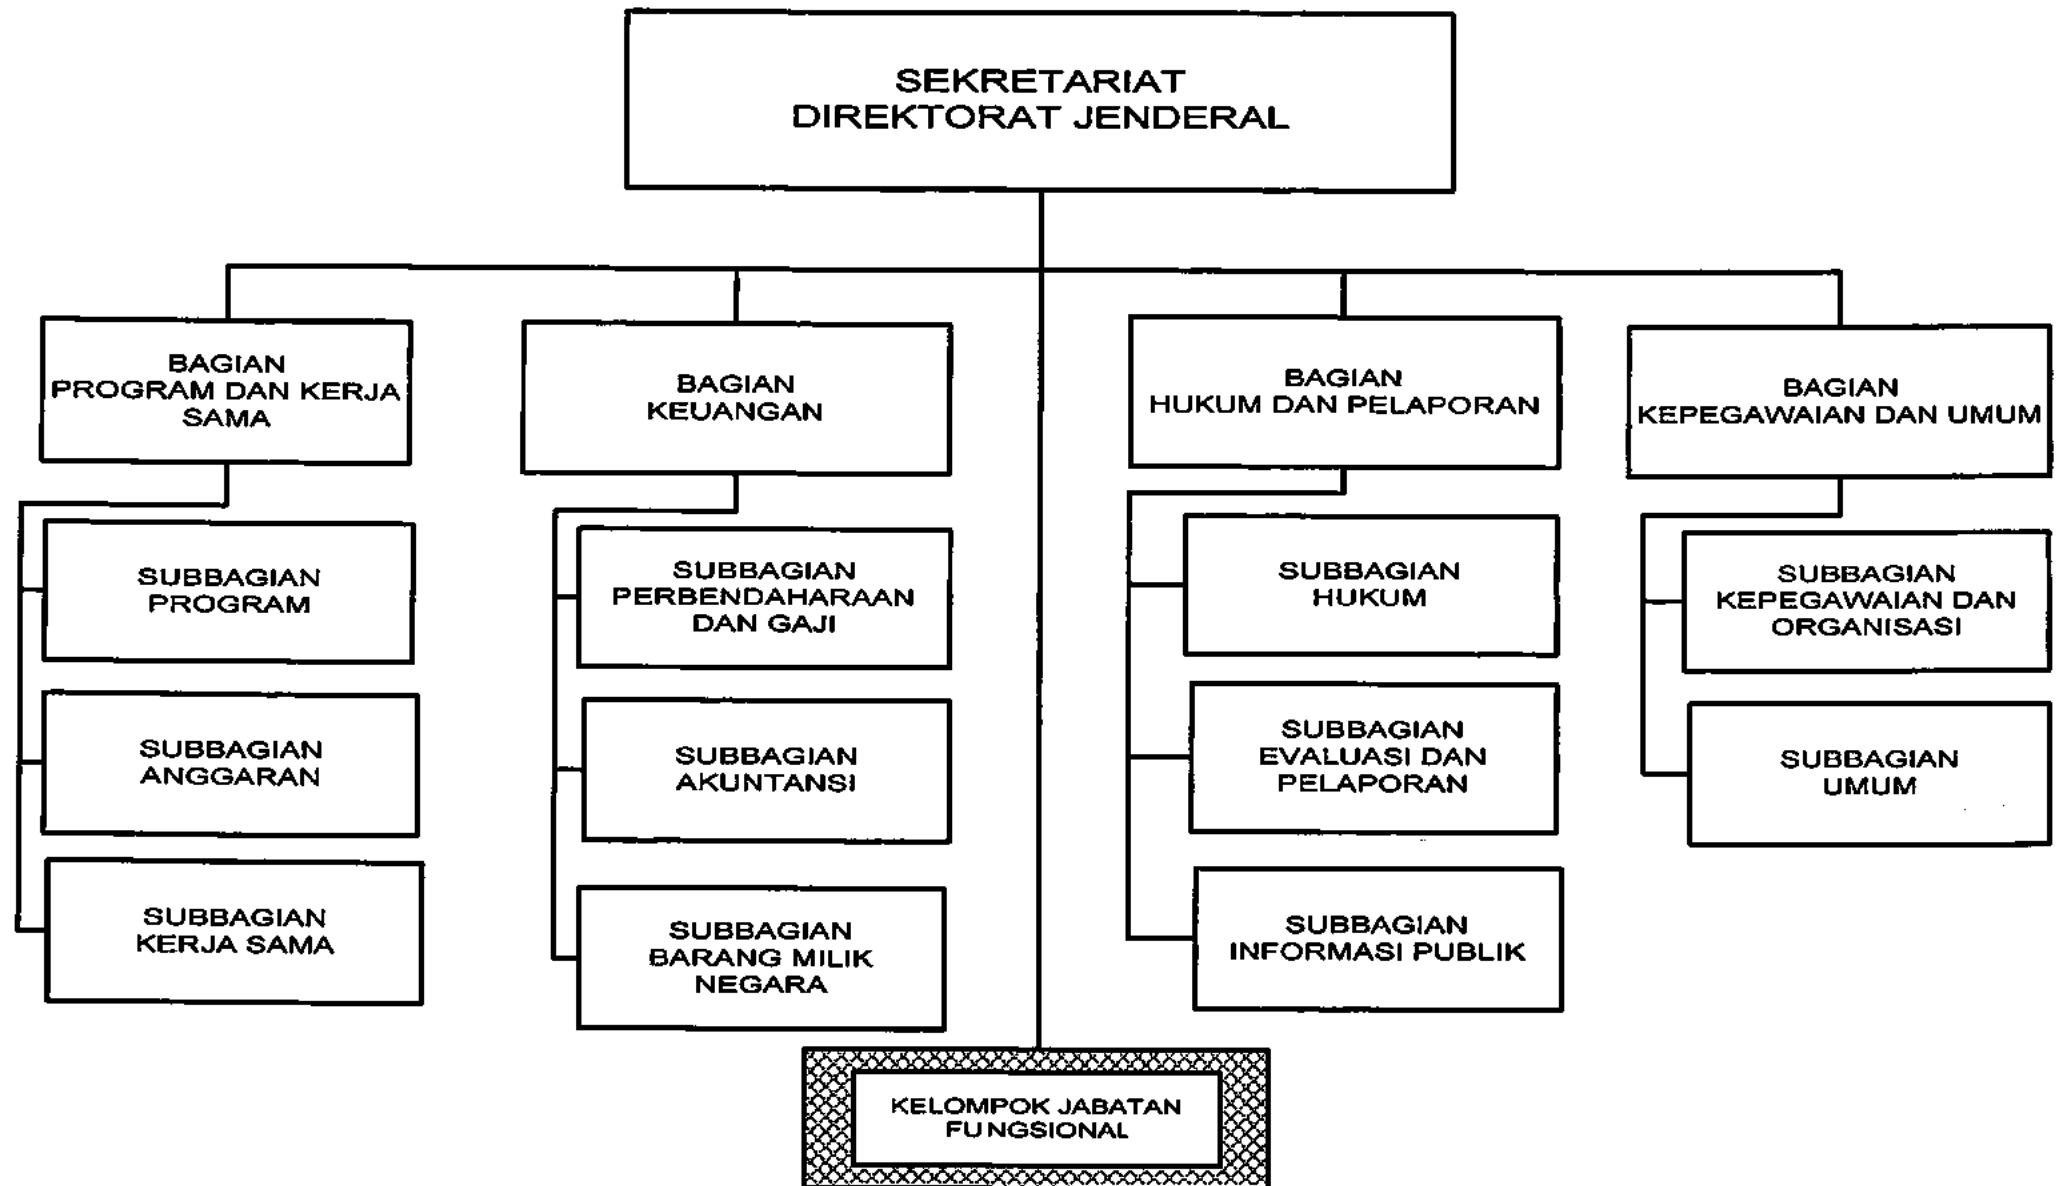 SEKRETARIAT
DIREKTORAT JENDERAL
BAGIAN
PROGRAM DAN KERJA
SAMA
BAGIAN
KEUANGAN
BAGIAN
HUKUM DAN PELAPORAN
BAGIAN
KEPEGAWAIAN DAN UMUM
SUBBAGIAN
PROGRAM
SUBBAGIAN
PERBENDAHARAAN
DAN GAJI
SUBBAGIAN
HUKUM
SUBBAGIAN
KEPEGAWAIAN DAN
ORGANISASI
SUBBAGIAN
ANGGARAN
SUBBAGIAN
AKUNTANSI
SUBBAGIAN
EVALUASI DAN
PELAPORAN
SUBBAGIAN
UMUM
SUBBAGIAN
KERJA SAMA
SUBBAGIAN
BARANG MILIK
NEGARA
SUBBAGIAN
INFORMASI PUBLIK
KELOMPOK JABATAN
FUNGSIONAL